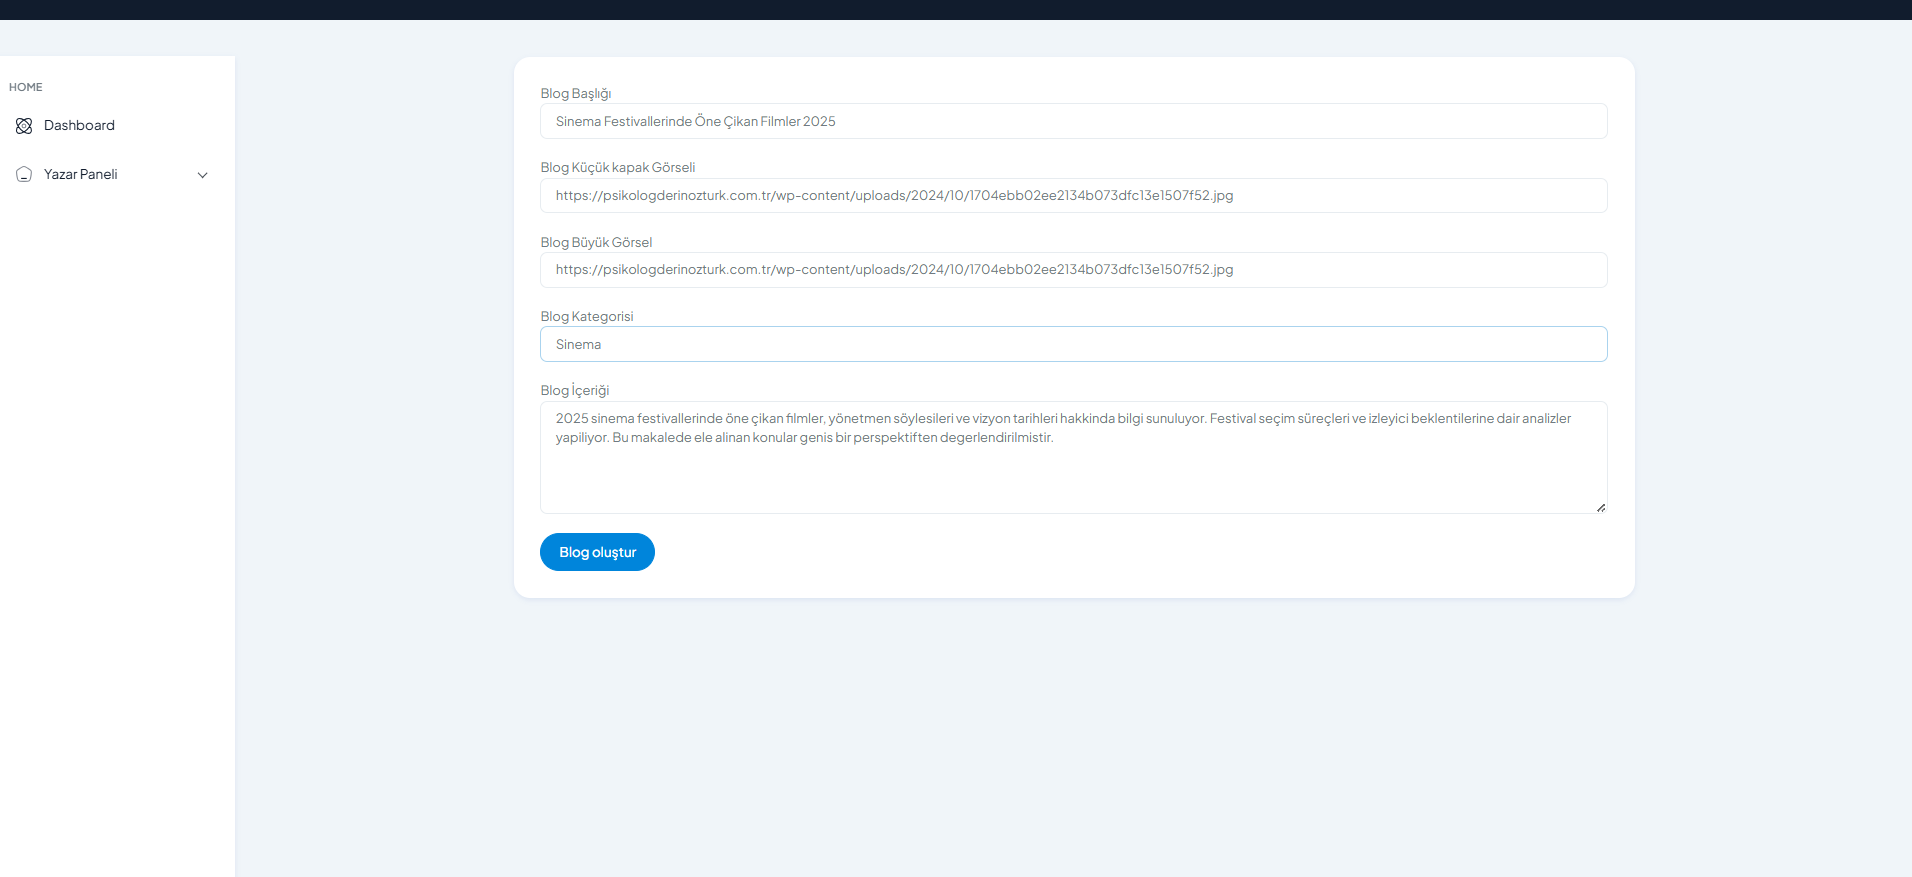 HOME
Dashboard
Yazar Paneli
Blog Başlığı
Sinema Festivallerinde Öne Çikan Filmler 2025
Blog Küçük kapak Görseli
https://psikologderinozturk.com.tr/wp-content/uploads/2024/10/1704ebb02ee2134b073dfc13e1507f52.jpg
Blog Büyük Görsel
https://psikologderinozturk.com.tr/wp-content/uploads/2024/10/1704ebb02ee2134b073dfc13e1507f52.jpg
Blog Kategorisi
Sinema
Blog İçeriği
2025 sinema festivallerinde öne çikan filmler, yönetmen söylesileri ve vizyon tarihleri hakkinda bilgi sunuluyor. Festival seçim süreçleri ve izleyici beklentilerine dair analizler
yapiliyor. Bu makalede ele alinan konular genis bir perspektiften degerlendirilmistir.
Blog oluştur